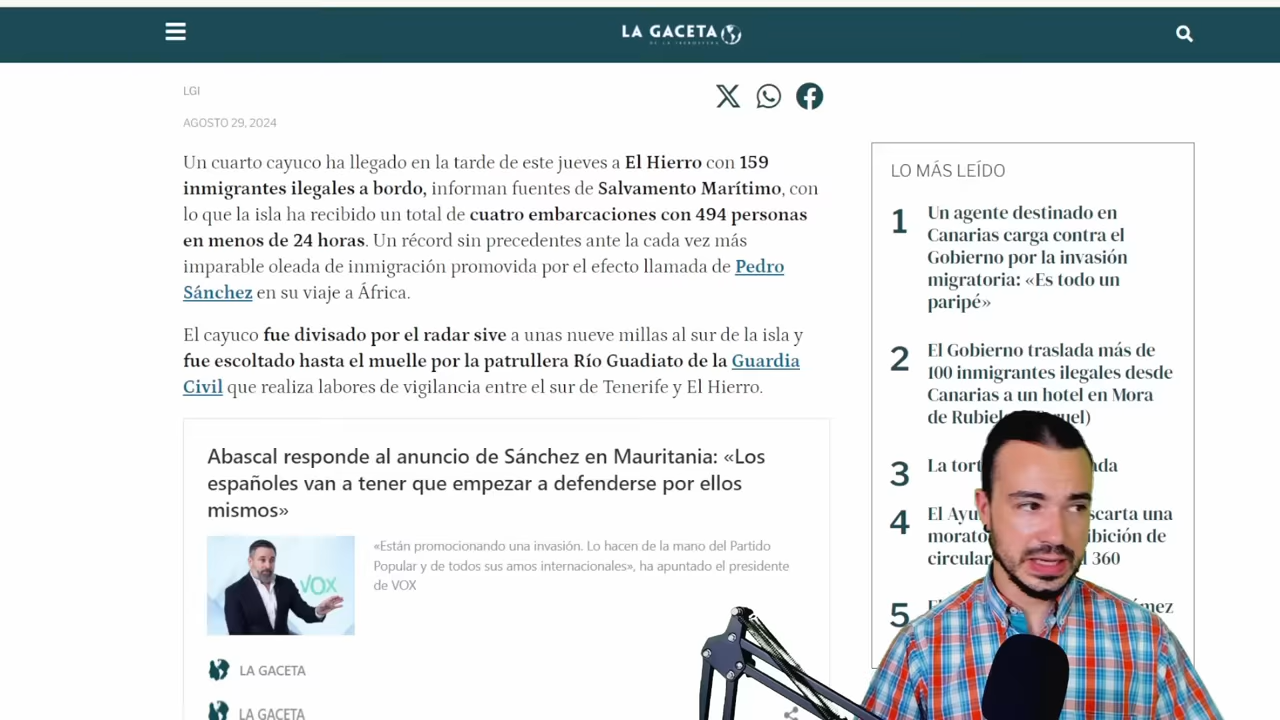 LA GACETA
DE LA IBEROSFERA
LGI
AGOSTO 29, 2024
Un cuarto cayuco ha llegado en la tarde de este jueves a El Hierro con 159
inmigrantes ilegales a bordo, informan fuentes de Salvamento Marítimo, con
lo que la isla ha recibido un total de cuatro embarcaciones con 494 personas
en menos de 24 horas. Un récord sin precedentes ante la cada vez más
imparable oleada de inmigración promovida por el efecto llamada de Pedro
Sánchez en su viaje a África.
El cayuco fue divisado por el radar sive a unas nueve millas al sur de la isla y
fue escoltado hasta el muelle por la patrullera Río Guadiato de la Guardia
Civil que realiza labores de vigilancia entre el sur de Tenerife y El Hierro.
Abascal responde al anuncio de Sánchez en Mauritania: «Los
españoles van a tener que empezar a defenderse por ellos
mismos»
«Están promocionando una invasión. Lo hacen de la mano del Partido
Popular y de todos sus amos internacionales», ha apuntado el presidente
de VOX
VOX
LA GACETA
LA GACETA
LO MÁS LEÍDO
1 Un agente destinado en
Canarias carga contra el
Gobierno por la invasión
migratoria: «Es todo un
paripé»
2 El Gobierno traslada más de
100 inmigrantes ilegales desde
Canarias a un hotel en Mora
de
3 La
4 El una
de
circular 360
5